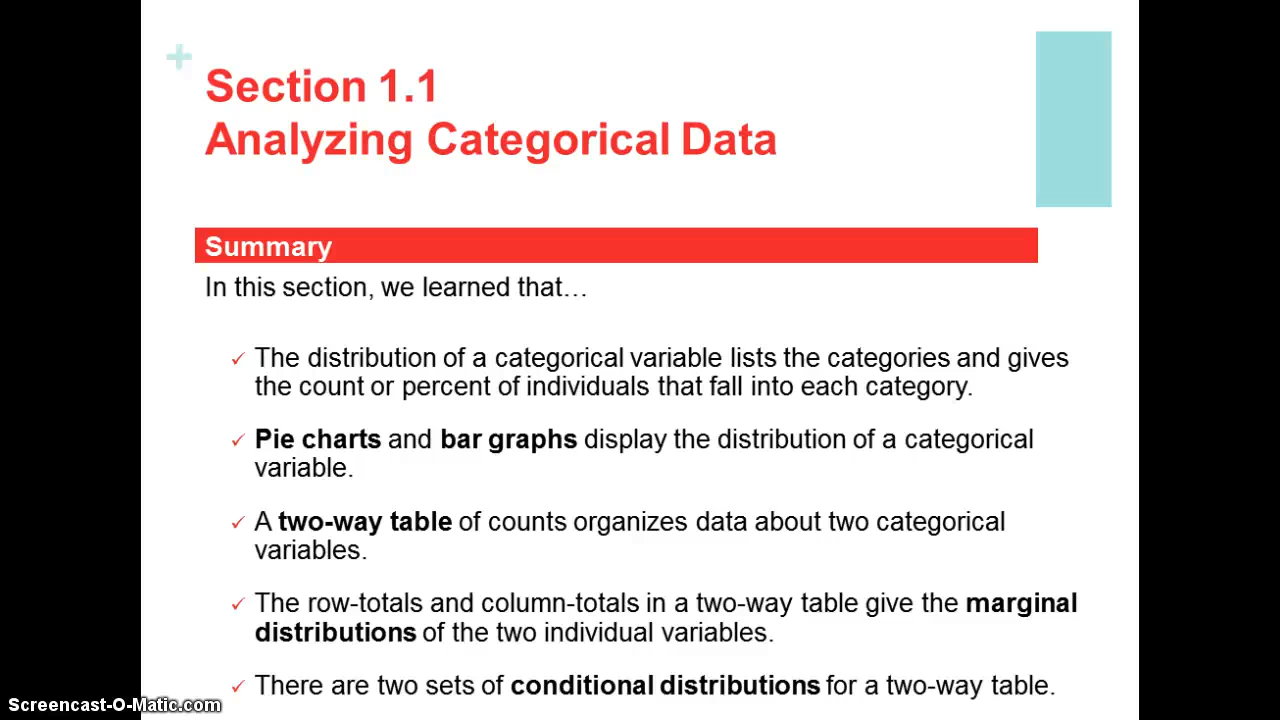 +
Section 1.1
Analyzing Categorical Data
Summary
In this section, we learned that…
✓ The distribution of a categorical variable lists the categories and gives
the count or percent of individuals that fall into each category.
✓ Pie charts and bar graphs display the distribution of a categorical
variable.
✓ A two-way table of counts organizes data about two categorical
variables.
✓ The row-totals and column-totals in a two-way table give the marginal
distributions of the two individual variables.
✓ There are two sets of conditional distributions for a two-way table.
Screencast-O-Matic.com